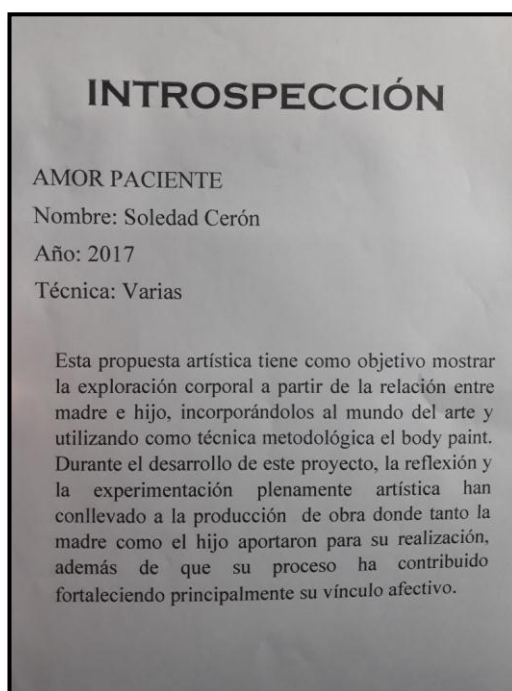 INTROSPECCIÓN
AMOR PACIENTE
Nombre: Soledad Cerón
Año: 2017
Técnica: Varias
Esta propuesta artística tiene como objetivo mostrar
la exploración corporal a partir de la relación entre
madre e hijo, incorporándolos al mundo del arte y
utilizando como técnica metodológica el body paint.
Durante el desarrollo de este proyecto, la reflexión y
la experimentación plenamente artística han
conllevado a la producción de obra donde tanto la
madre como el hijo aportaron para su realización,
además de que su proceso ha contribuido
fortaleciendo principalmente su vínculo afectivo.